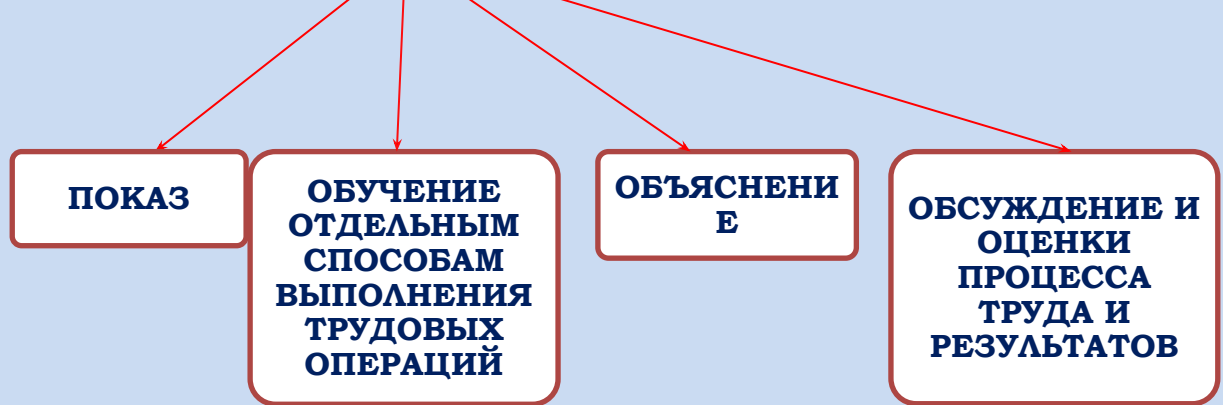 ПОКАЗ
ОБУЧЕНИЕ
ОТДЕЛЬНЫМ
СПОСОБАМ
ВЫПОЛНЕНИЯ
ТРУДОВЫХ
ОПЕРАЦИЙ
ОБЪЯСНЕНИ
Е
ОБСУЖДЕНИЕ И
ОЦЕНКИ
ПРОЦЕССА
ТРУДА И
РЕЗУЛЬТАТОВ